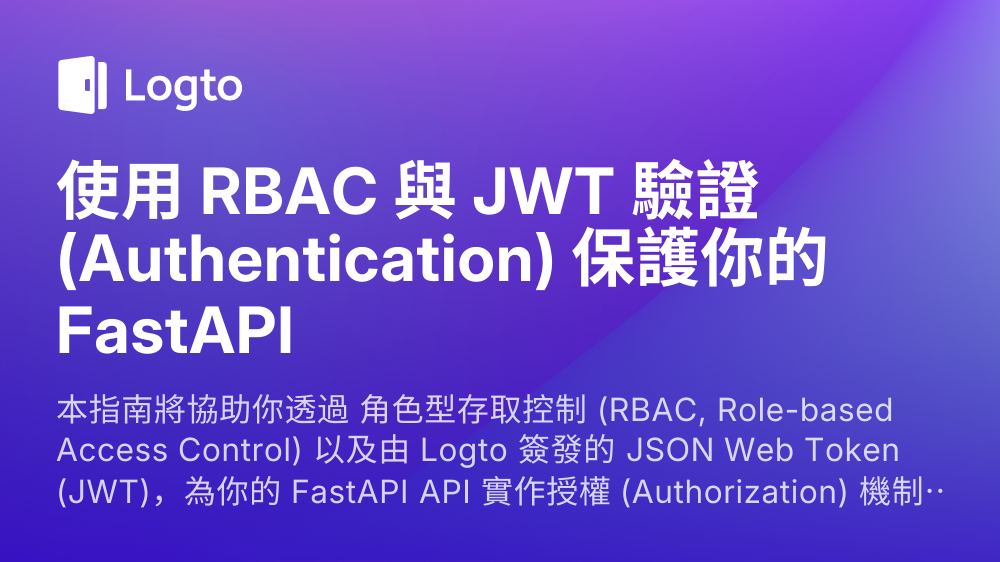 Logto
使用 RBAC 與 JWT 驗證
(Authentication) 保護你的
FastAPI
本指南將協助你透過 角色型存取控制 (RBAC, Role-based
Access Control) 以及由 Logto 簽發的 JSON Web Token
(JWT)，為你的 FastAPI API 實作授權 (Authorization) 機制··